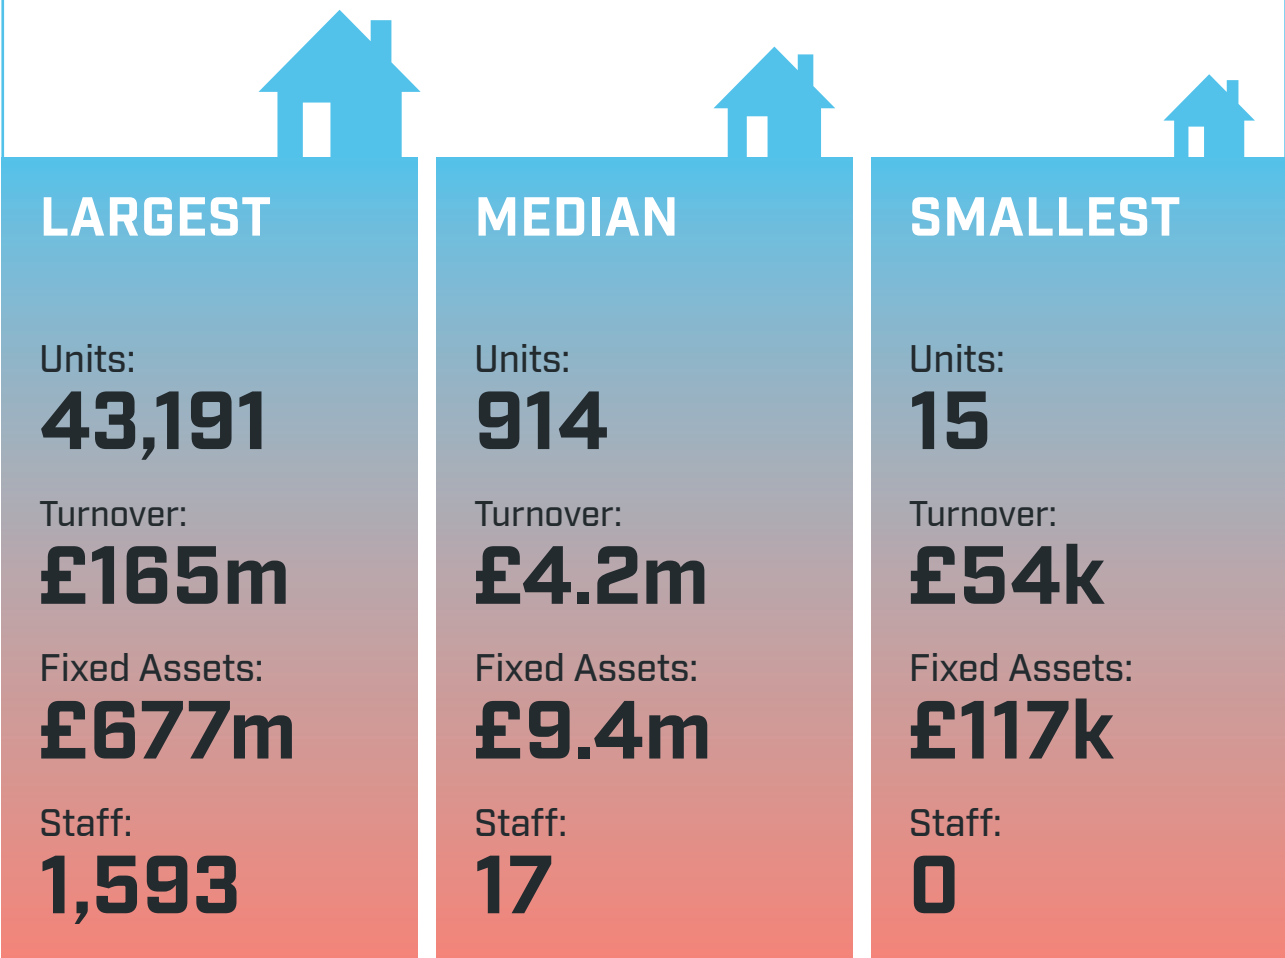 LARGEST
Units:
43,191
Turnover:
£165m
Fixed Assets:
£677m
Staff:
1,593
MEDIAN
Units:
914
Turnover:
£4.2m
Fixed Assets:
£9.4m
Staff:
17
SMALLEST
Units:
15
Turnover:
£54k
Fixed Assets:
£117k
Staff:
0